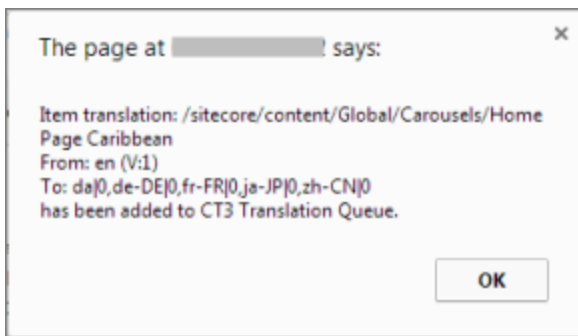 The page at says:
Item translation: /sitecore/content/Global/Carousels/Home
Page Caribbean
From: en (V:1)
To: da|0,de-DE|0,fr-FR|0,ja-JP|0,zh-CN|0
has been added to CT3 Translation Queue.
OK